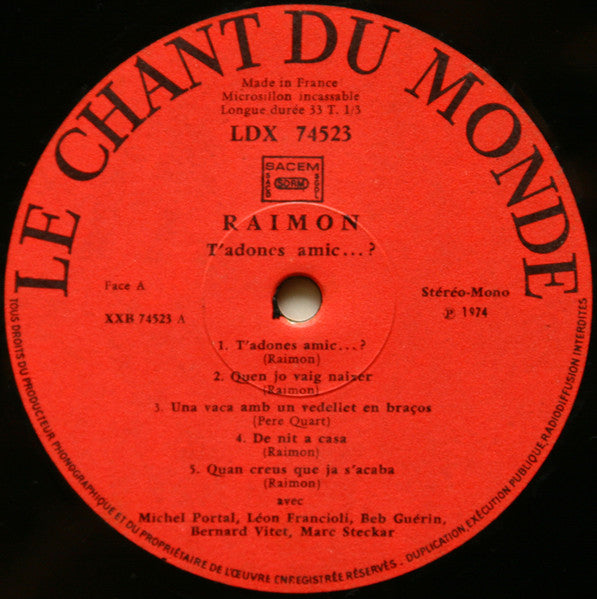 LE CHANT DU MONDE
Made in France
Microsillon incassable
Longue durée 33 T. 1/3
LDX 74523
SACEM
SACD SDRM SGDL
RAIMON
T'adones amic...?
Face A
XXB 74523 A
Stéréo-Mono
℗ 1974
1. T'adones amic...?
(Raimon)
2. Quen jo vaig naixer
(Raimon)
3. Una vaca amb un vedellet en braços
(Pere Quart)
4. De nit a casa
(Raimon)
5. Quan creus que ja s'acaba
(Raimon)
avec
Michel Portal, Léon Francioli, Beb Guérin,
Bernard Vitet, Marc Steckar
TOUS DROITS DU PRODUCTEUR PHONOGRAPHIQUE ET DU PROPRIÉTAIRE DE L'ŒUVRE ENREGISTRÉE RÉSERVÉS - DUPLICATION, EXÉCUTION PUBLIQUE, RADIODIFFUSION INTERDITES